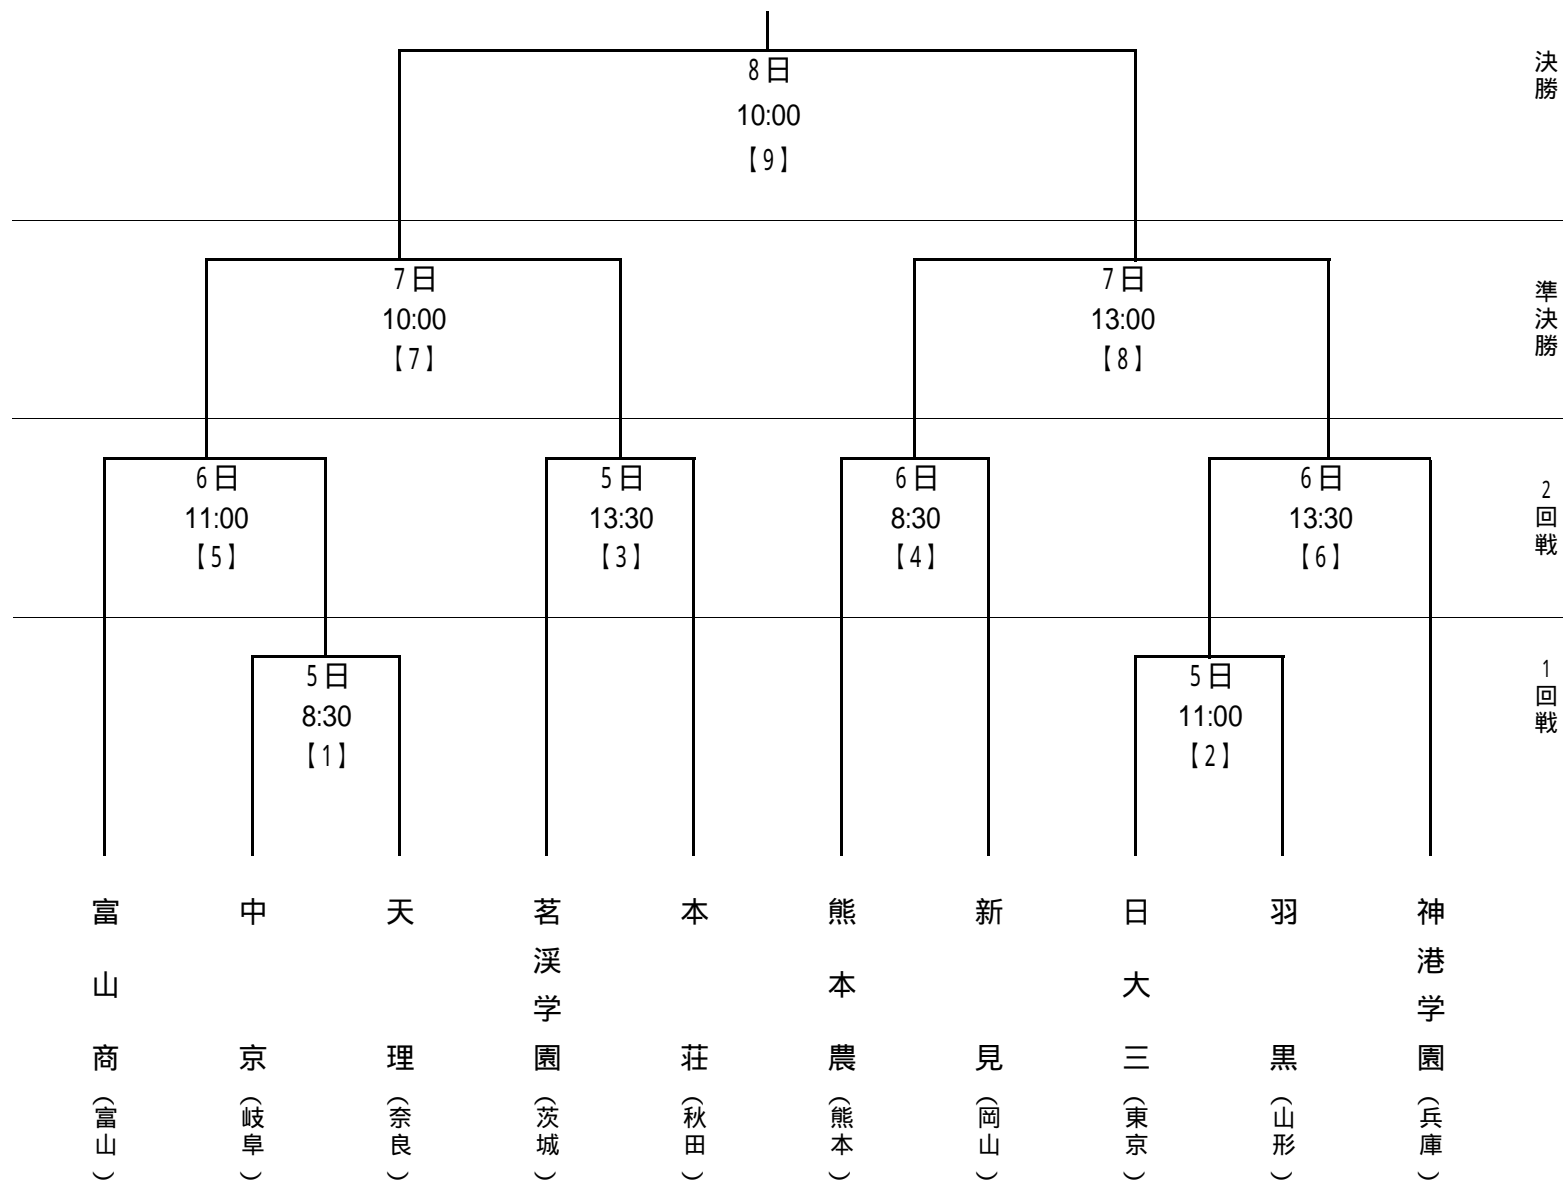 8日
10:00
【9】
決勝
7日
10:00
【7】
7日
13:00
【8】
準決勝
6日
11:00
【5】
5日
13:30
【3】
6日
8:30
【4】
6日
13:30
【6】
2回戦
5日
8:30
【1】
5日
11:00
【2】
1回戦
富山商（富山）
中京（岐阜）
天理（奈良）
茗渓学園（茨城）
本荘（秋田）
熊本農（熊本）
新見（岡山）
日大三（東京）
羽黒（山形）
神港学園（兵庫）